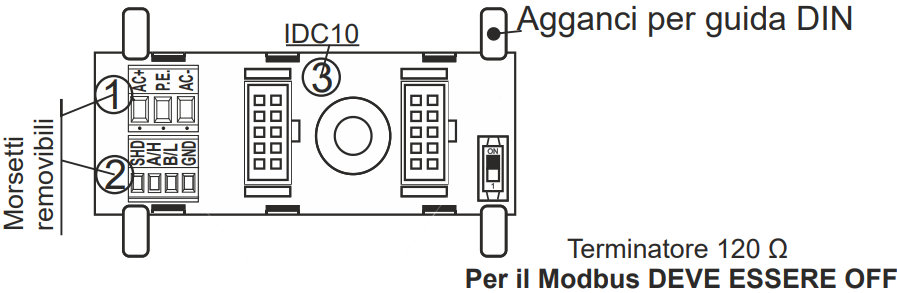 Agganci per guida DIN
IDC10
3
1
AC+
P.E.
AC-
Morsetti
removibili
2
SHD
A/H
B/L
GND
ON
1
Terminatore 120 Ω
Per il Modbus DEVE ESSERE OFF